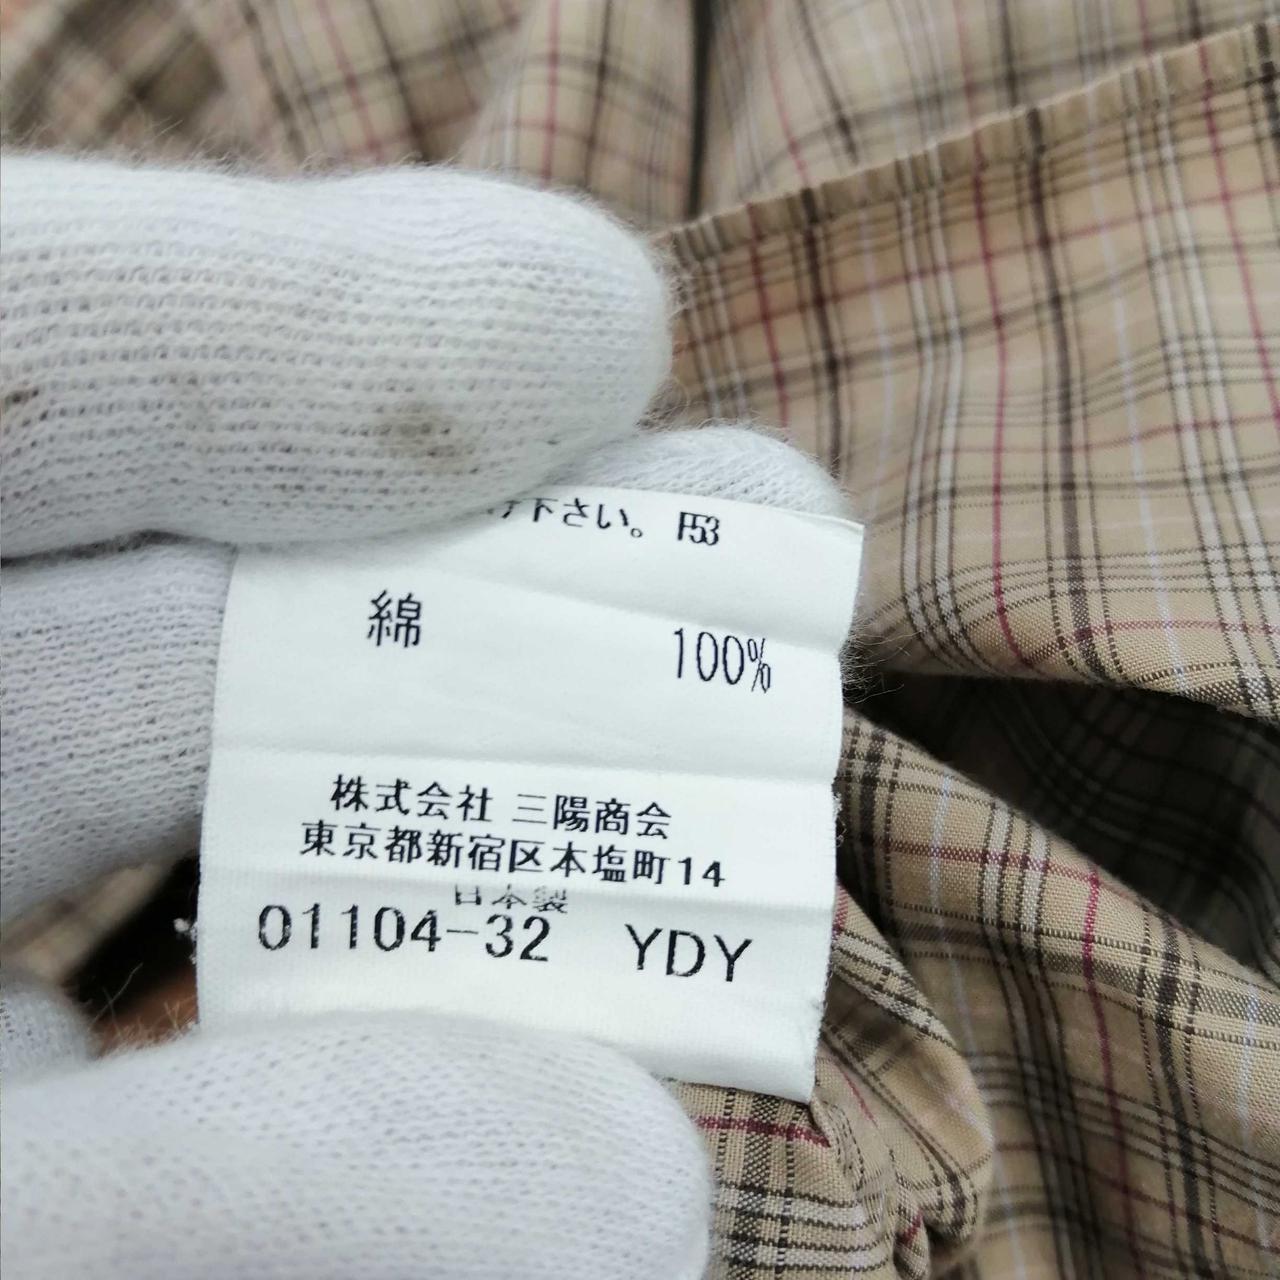 下さい。 F53
綿 100%
株式会社 三陽商会
東京都新宿区本塩町14
日本製
01104-32 YDY